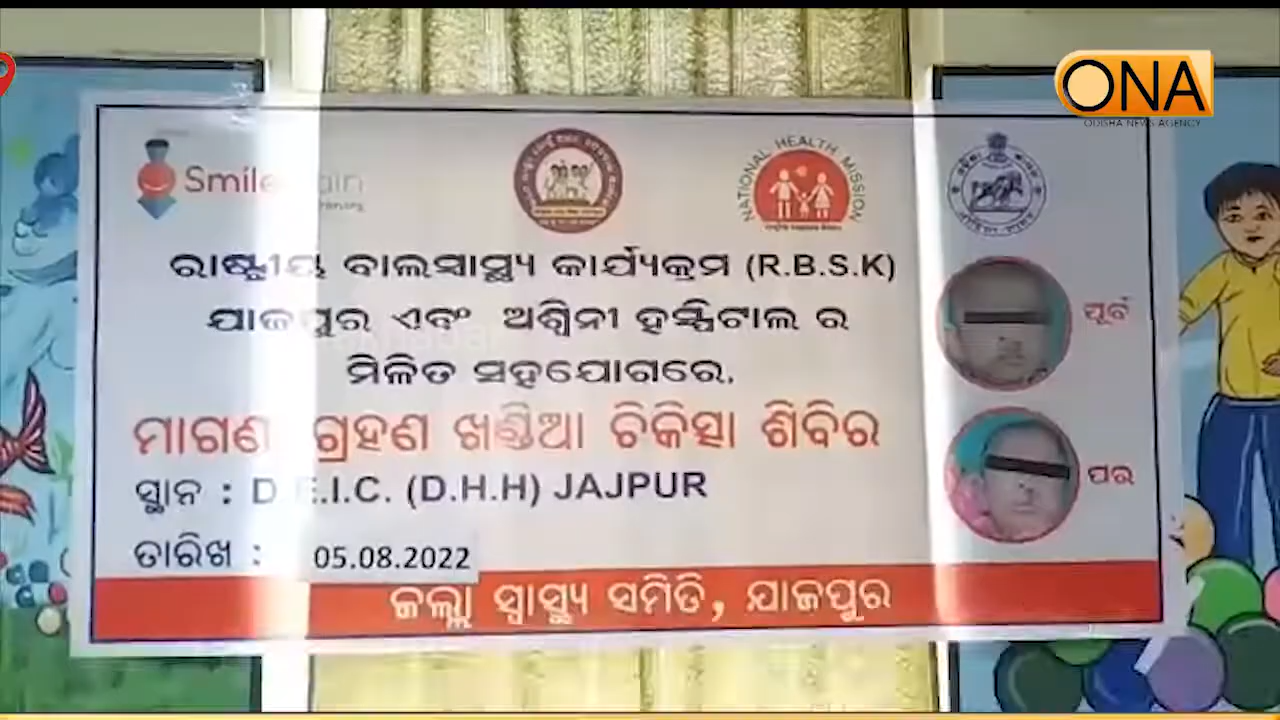 ONA
ODISHA NEWS AGENCY
NATIONAL HEALTH MISSION
ରାଷ୍ଟ୍ରୀୟ ବାଲସ୍ୱାସ୍ଥ୍ୟ କାର୍ଯ୍ୟକ୍ରମ (R.B.S.K)
ଯାଜପୁର ଏବଂ ଅଶ୍ୱିନୀ ହସ୍ପିଟାଲ ର
ମିଳିତ ସହଯୋଗରେ.
ପୂର୍ବ
ମାଗଣା ଗ୍ରହଣ ଖଣ୍ଡିଆ ଚିକିତ୍ସା ଶିବିର
ପର
ସ୍ଥାନ : D.E.I.C. (D.H.H) JAJPUR
ତାରିଖ : 05.08.2022
ଜିଲ୍ଲା ସ୍ୱାସ୍ଥ୍ୟ ସମିତି, ଯାଜପୁର